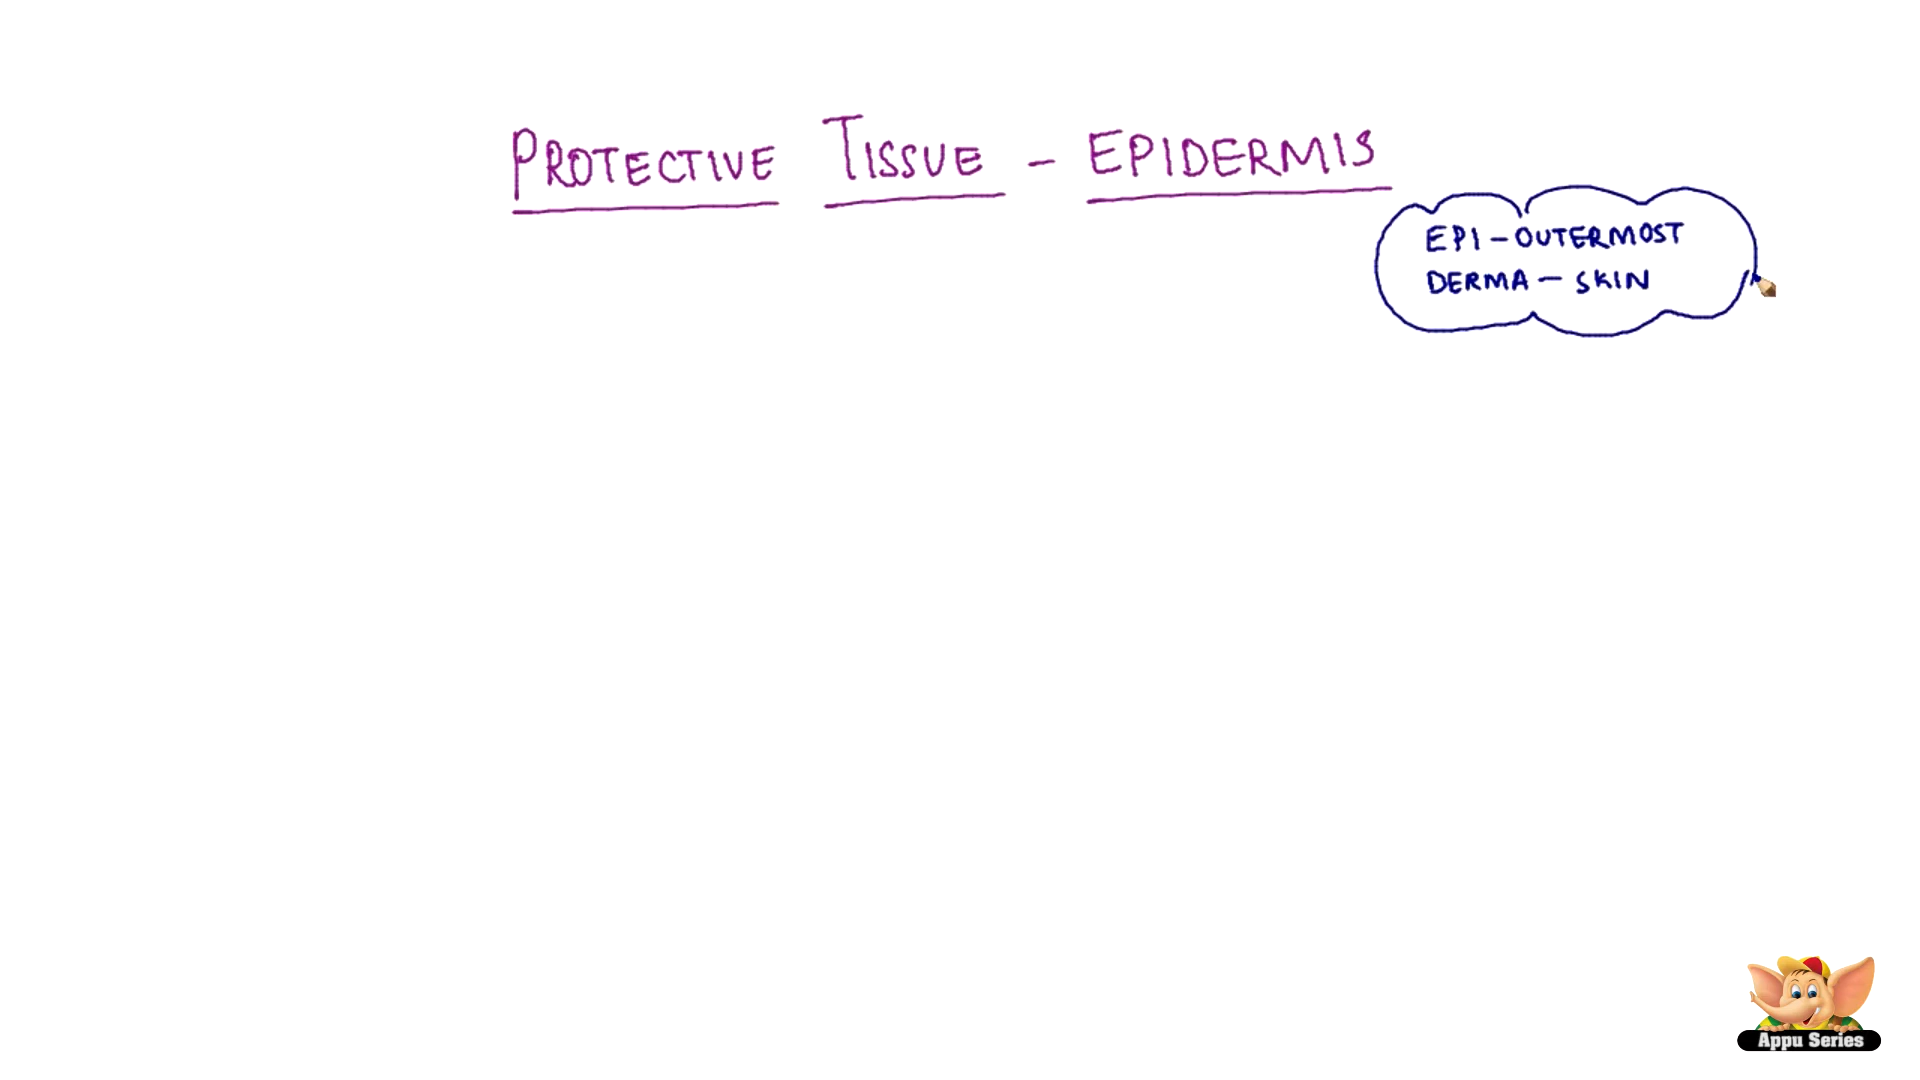 PROTECTIVE TISSUE - EPIDERMIS
EPI - OUTERMOST
DERMA - SKIN
Appu Series